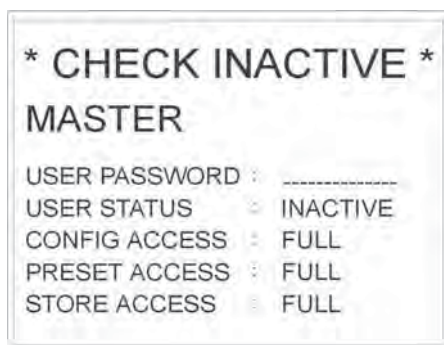 * CHECK INACTIVE *
MASTER
USER PASSWORD : --------------
USER STATUS : INACTIVE
CONFIG ACCESS : FULL
PRESET ACCESS : FULL
STORE ACCESS : FULL